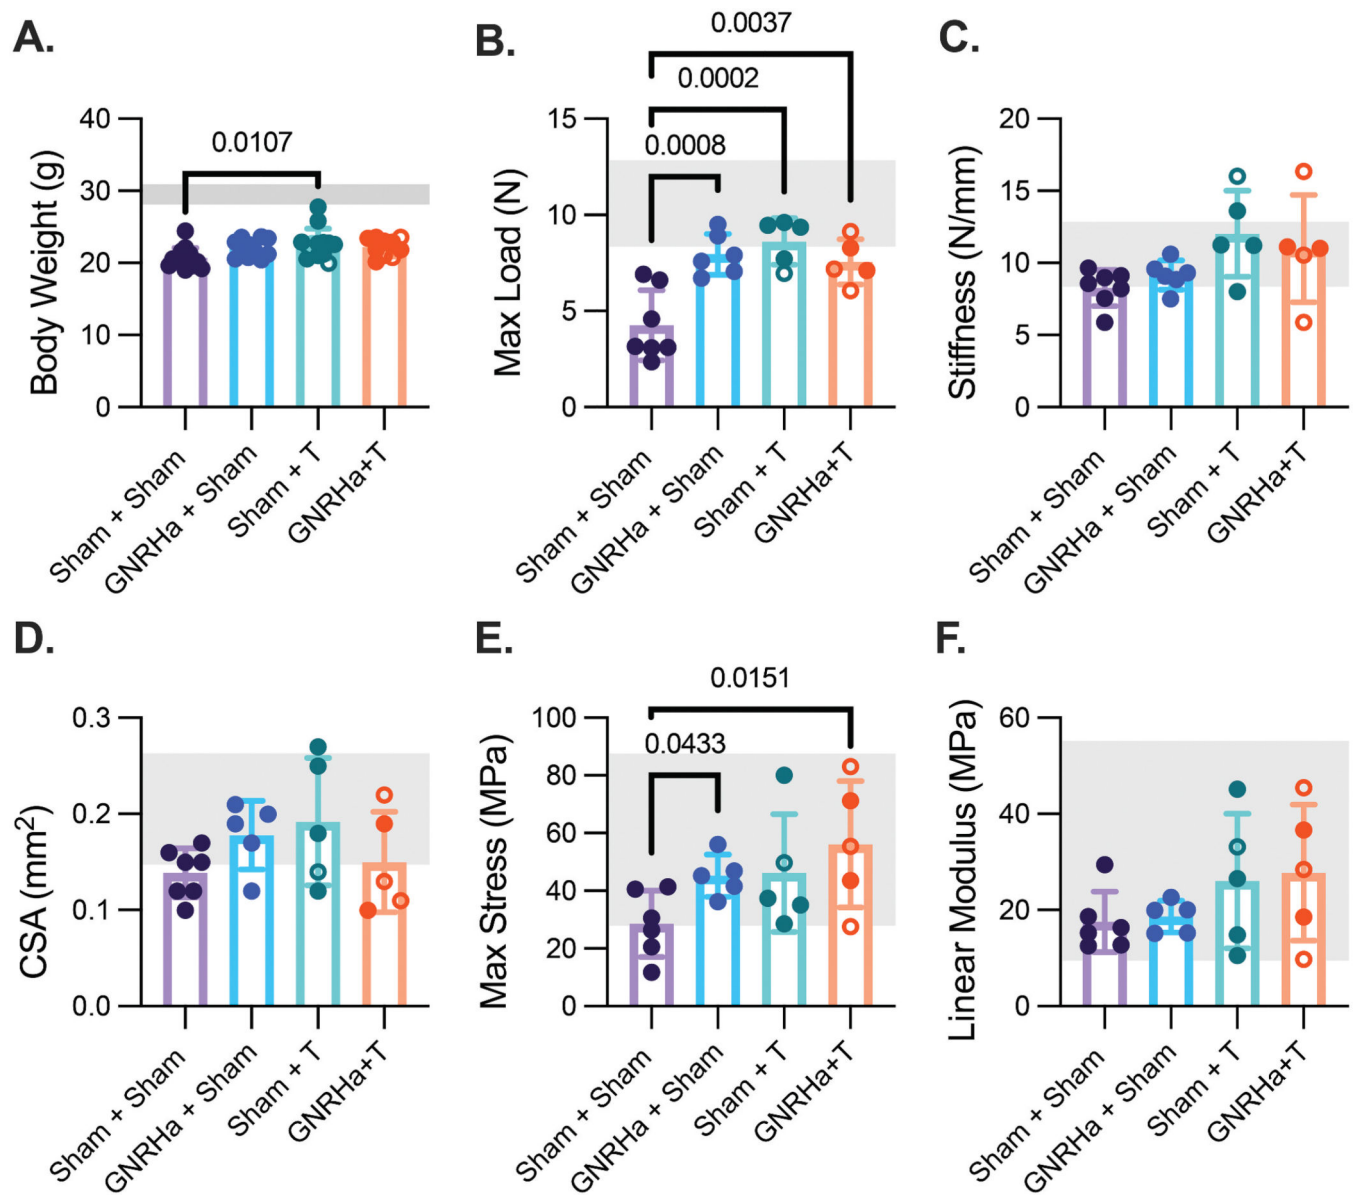 A.
Body Weight (g)
40
30
20
10
0
0.0107
Sham + Sham
GNRHa + Sham
Sham + T
GNRHa+T
B.
Max Load (N)
15
10
5
0
0.0037
0.0002
0.0008
Sham + Sham
GNRHa + Sham
Sham + T
GNRHa+T
C.
Stiffness (N/mm)
20
15
10
5
0
Sham + Sham
GNRHa + Sham
Sham + T
GNRHa+T
D.
CSA (mm²)
0.3
0.2
0.1
0.0
Sham + Sham
GNRHa + Sham
Sham + T
GNRHa+T
E.
Max Stress (MPa)
100
80
60
40
20
0
0.0151
0.0433
Sham + Sham
GNRHa + Sham
Sham + T
GNRHa+T
F.
Linear Modulus (MPa)
60
40
20
0
Sham + Sham
GNRHa + Sham
Sham + T
GNRHa+T